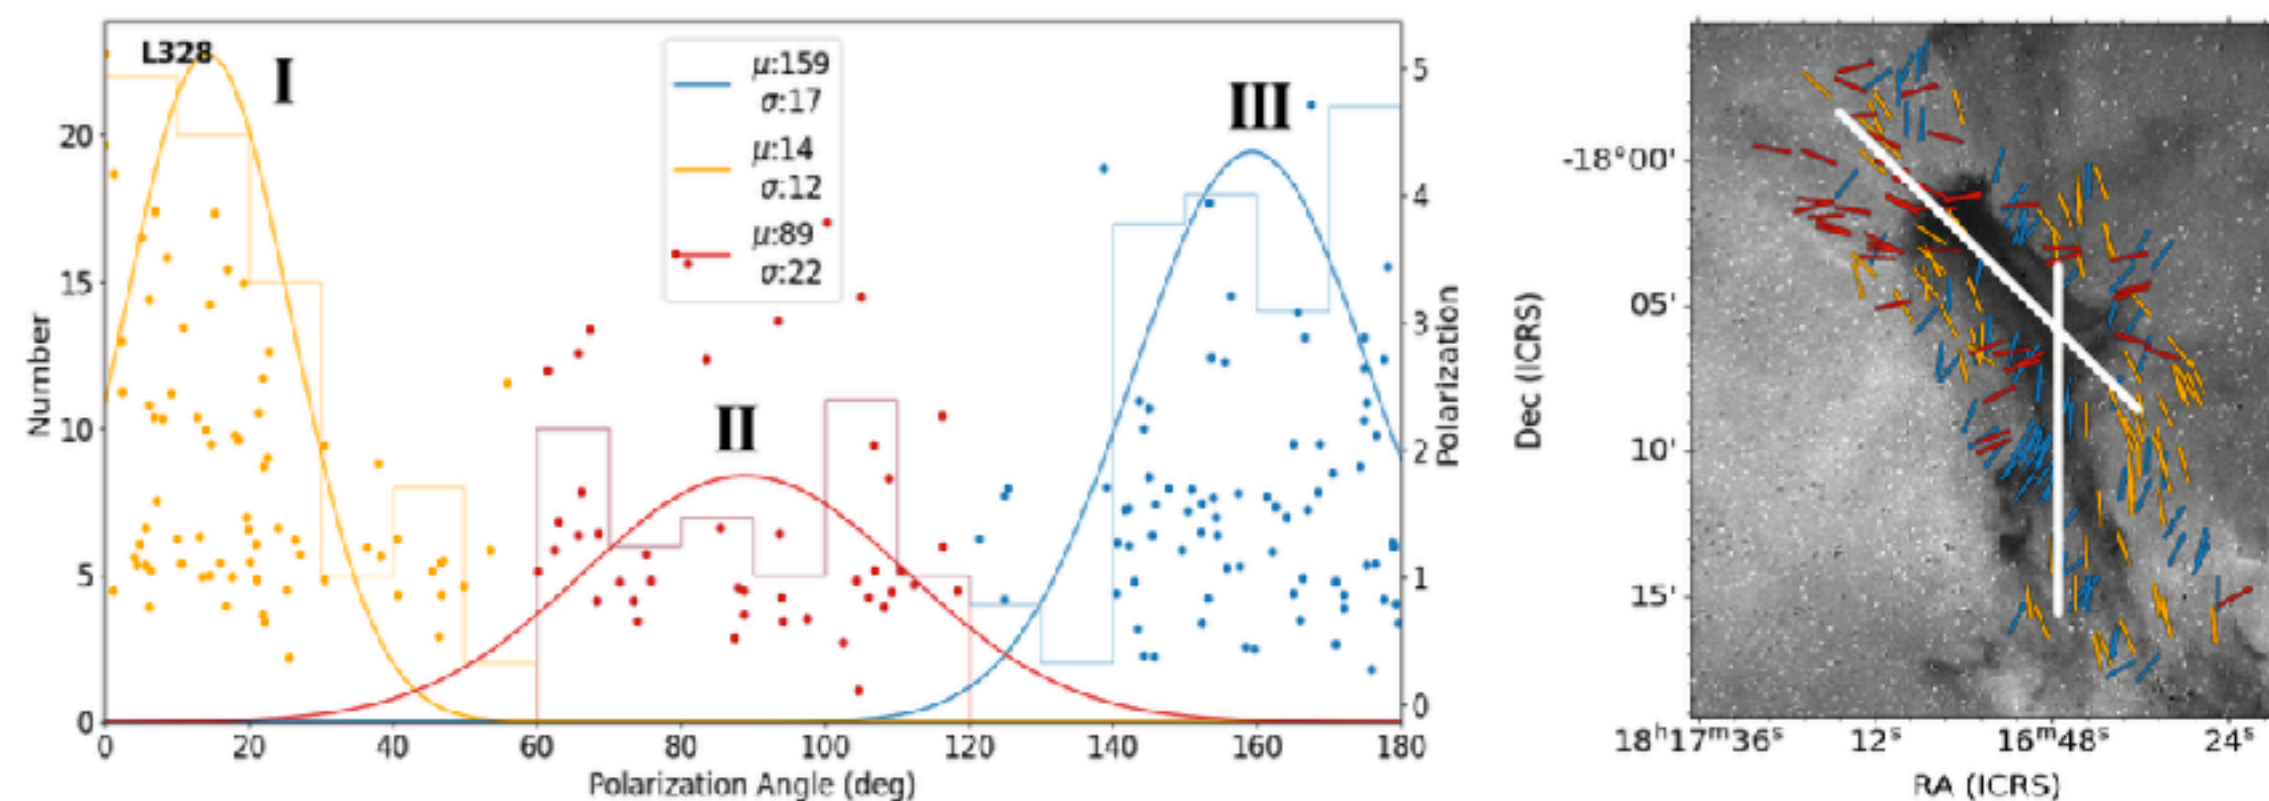 L328
I
II
III
μ:159
σ:17
μ:14
σ:12
μ:89
σ:22
Number
0
5
10
15
20
0
20
40
60
80
100
120
140
160
180
Polarization Angle (deg)
0
1
2
3
4
5
Polarization
Dec (ICRS)
-18°00'
05'
10'
15'
18ʰ17ᵐ36ˢ
12ˢ
16ᵐ48ˢ
24ˢ
RA (ICRS)